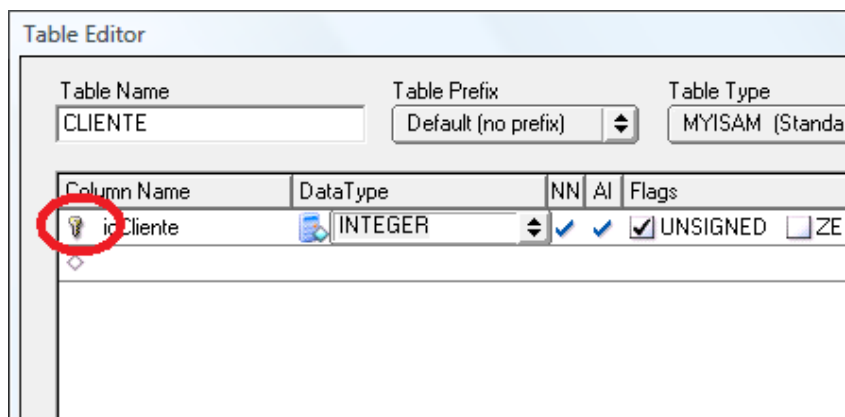 Table Editor
Table Name Table Prefix Table Type
CLIENTE Default (no prefix) MYISAM (Standa
Column Name DataType NN AI Flags
idCliente INTEGER UNSIGNED ZE